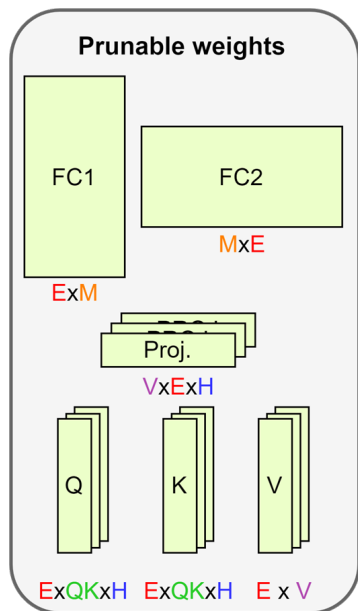 Prunable weights
FC1
FC2
MxE
ExM
Proj.
VxExH
Q
K
V
ExQKxH
ExQKxH
E x V